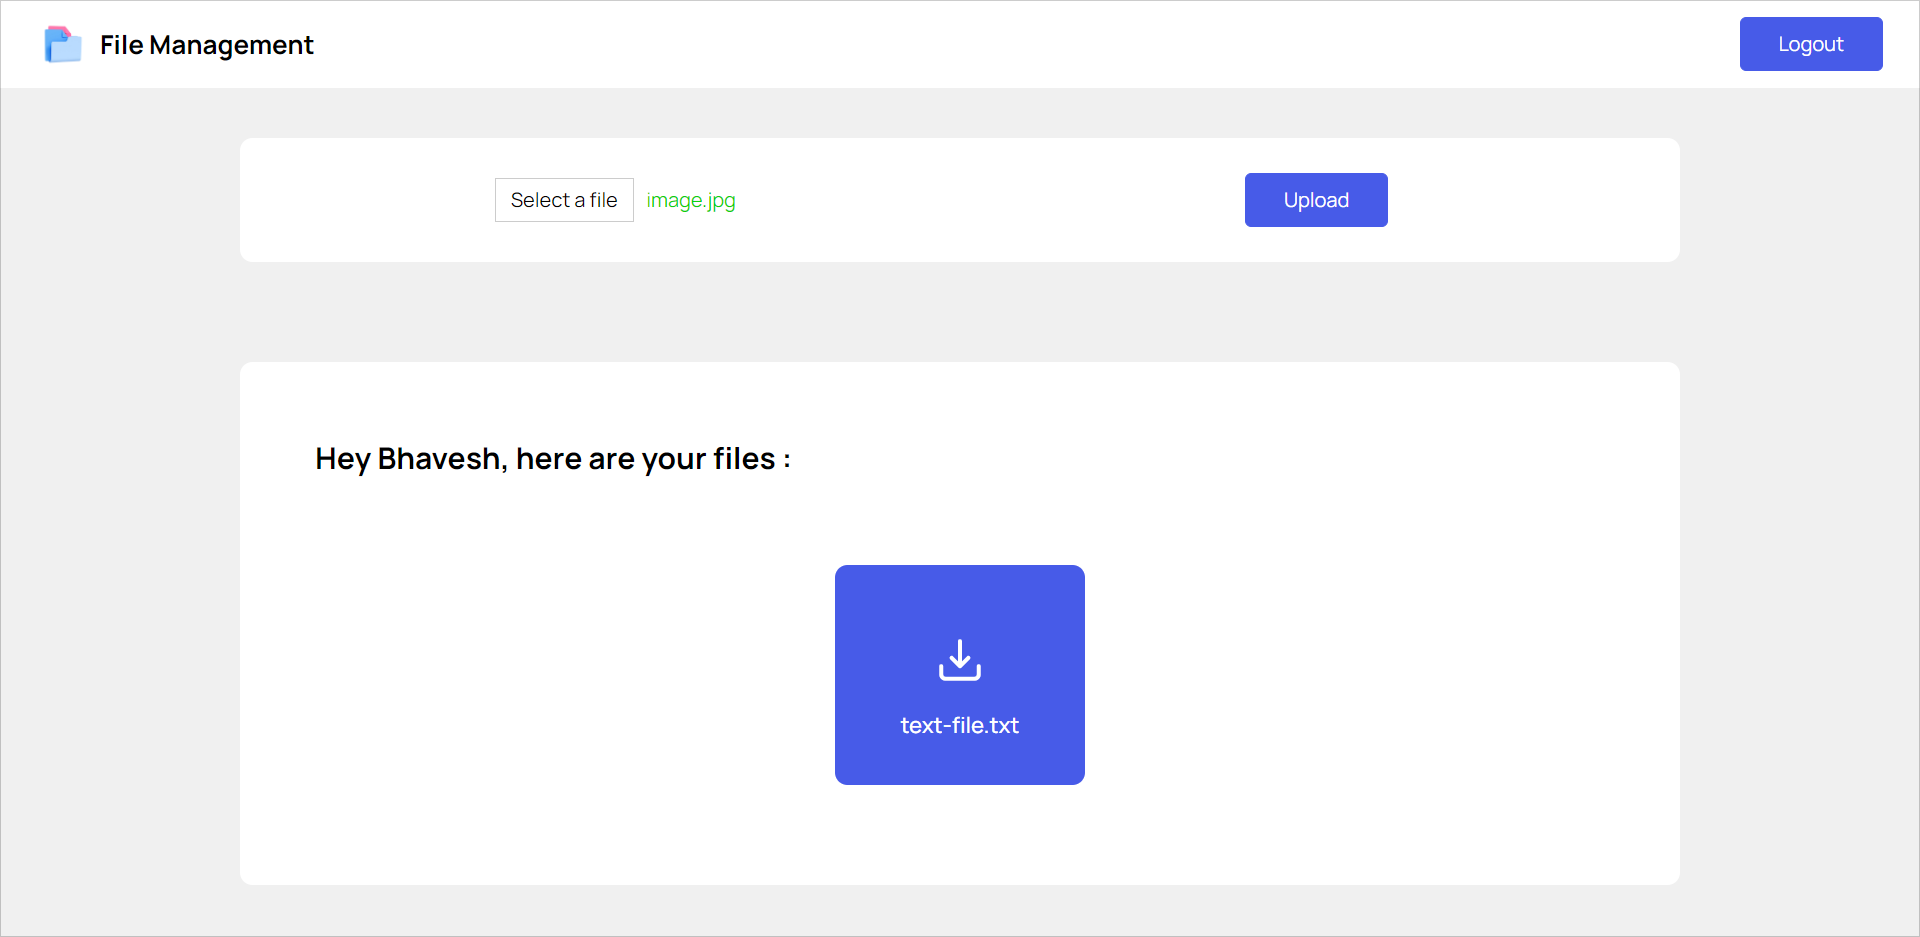 File Management
Logout
Select a file image.jpg
Upload
Hey Bhavesh, here are your files :
text-file.txt